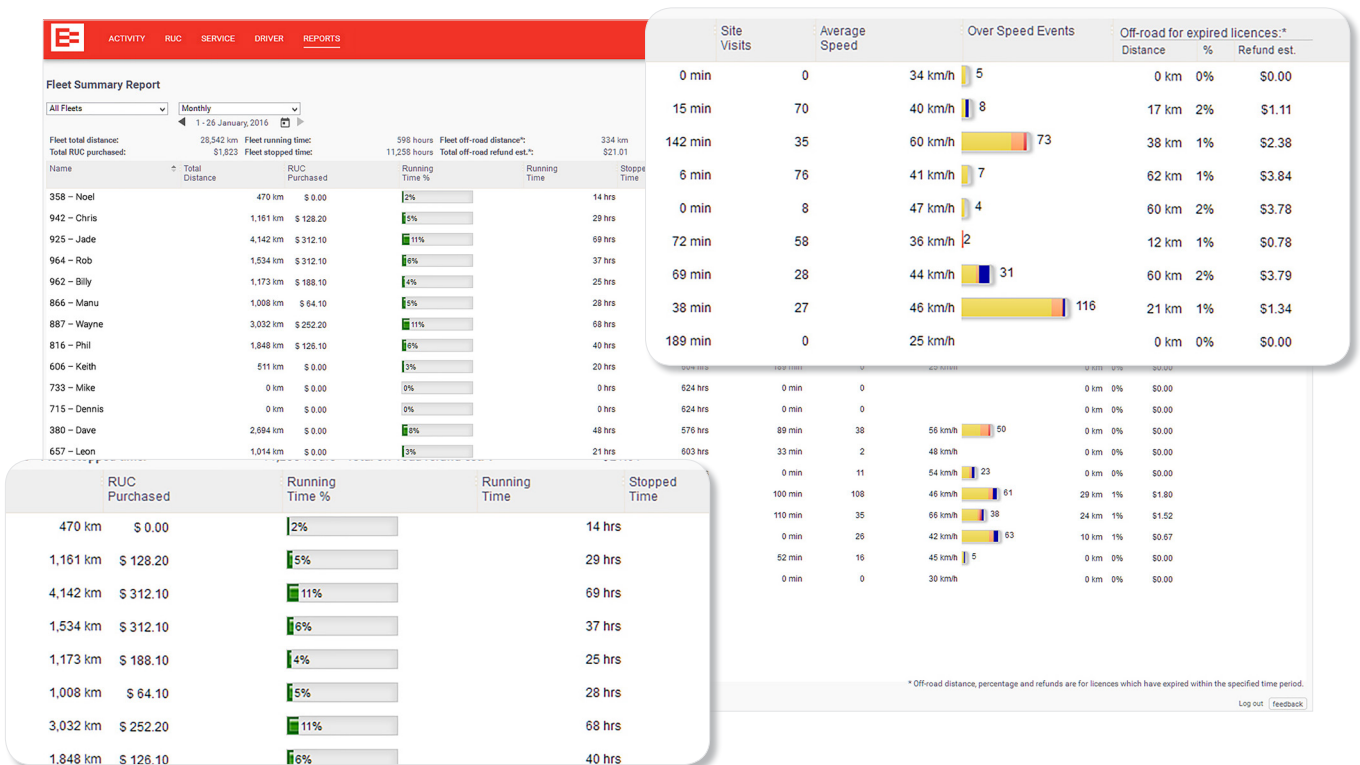 ACTIVITY RUC SERVICE DRIVER REPORTS
Fleet Summary Report
All Fleets Monthly
1 - 26 January, 2016
Fleet total distance: 28,542 km Fleet running time: 598 hours Fleet off-road distance*: 334 km
Total RUC purchased: $1,823 Fleet stopped time: 11,258 hours Total off-road refund est.*: $21.01
Name Total Distance RUC Purchased Running Time % Running Time Stoppe Time
358 – Noel 470 km $ 0.00 2% 14 hrs
942 – Chris 1,161 km $ 128.20 5% 29 hrs
925 – Jade 4,142 km $ 312.10 11% 69 hrs
964 – Rob 1,534 km $ 312.10 6% 37 hrs
962 – Billy 1,173 km $ 188.10 4% 25 hrs
866 – Manu 1,008 km $ 64.10 5% 28 hrs
887 – Wayne 3,032 km $ 252.20 11% 68 hrs
816 – Phil 1,848 km $ 126.10 6% 40 hrs
606 – Keith 511 km $ 0.00 3% 20 hrs
733 – Mike 0 km $ 0.00 0% 0 hrs 624 hrs 0 min 0 0 km 0% $0.00
715 – Dennis 0 km $ 0.00 0% 0 hrs 624 hrs 0 min 0 0 km 0% $0.00
380 – Dave 2,694 km $ 0.00 8% 48 hrs 576 hrs 89 min 38 56 km/h 50 0 km 0% $0.00
657 – Leon 1,014 km $ 0.00 3% 21 hrs 603 hrs 33 min 2 48 km/h 0 km 0% $0.00
0 min 11 54 km/h 23 0 km 0% $0.00
100 min 108 46 km/h 61 29 km 1% $1.80
110 min 35 66 km/h 38 24 km 1% $1.52
0 min 26 42 km/h 63 10 km 1% $0.67
52 min 16 45 km/h 5 0 km 0% $0.00
0 min 0 30 km/h 0 km 0% $0.00
* Off-road distance, percentage and refunds are for licences which have expired within the specified time period.
Log out feedback
Site Visits Average Speed Over Speed Events Off-road for expired licences:*
Distance % Refund est.
0 min 0 34 km/h 5 0 km 0% $0.00
15 min 70 40 km/h 8 17 km 2% $1.11
142 min 35 60 km/h 73 38 km 1% $2.38
6 min 76 41 km/h 7 62 km 1% $3.84
0 min 8 47 km/h 4 60 km 2% $3.78
72 min 58 36 km/h 2 12 km 1% $0.78
69 min 28 44 km/h 31 60 km 2% $3.79
38 min 27 46 km/h 116 21 km 1% $1.34
189 min 0 25 km/h 0 km 0% $0.00
RUC Purchased Running Time % Running Time Stopped Time
470 km $ 0.00 2% 14 hrs
1,161 km $ 128.20 5% 29 hrs
4,142 km $ 312.10 11% 69 hrs
1,534 km $ 312.10 6% 37 hrs
1,173 km $ 188.10 4% 25 hrs
1,008 km $ 64.10 5% 28 hrs
3,032 km $ 252.20 11% 68 hrs
1,848 km $ 126.10 6% 40 hrs